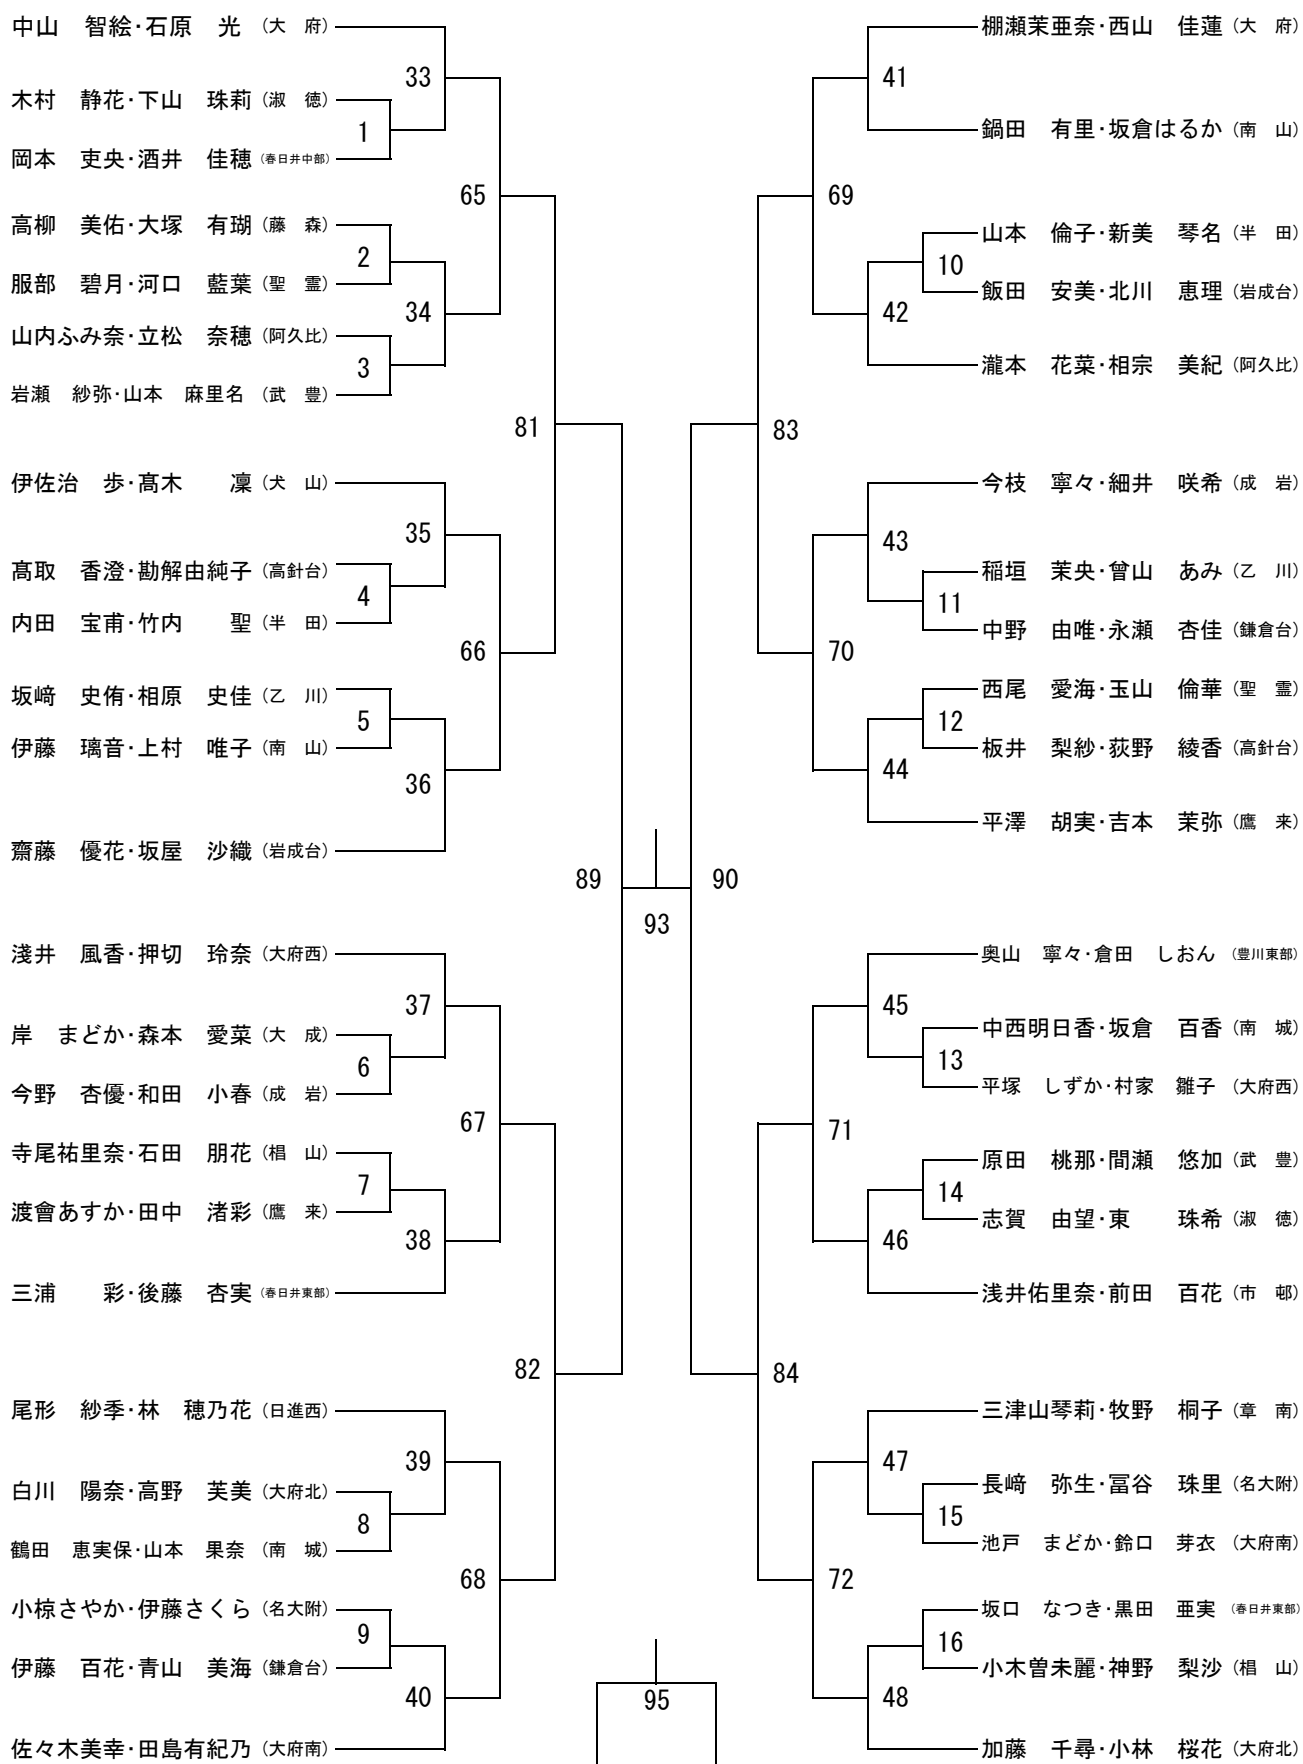 中山　智絵・石原　光（大　府）
木村　静花・下山　珠莉（淑　徳）
岡本　吏央・酒井　佳穂（春日井中部）
高柳　美佑・大塚　有瑚（藤　森）
服部　碧月・河口　藍葉（聖　霊）
山内ふみ奈・立松　奈穂（阿久比）
岩瀬　紗弥・山本　麻里名（武　豊）
伊佐治　歩・髙木　　凜（犬　山）
髙取　香澄・勘解由純子（高針台）
内田　宝甫・竹内　　聖（半　田）
坂﨑　史侑・相原　史佳（乙　川）
伊藤　璃音・上村　唯子（南　山）
齋藤　優花・坂屋　沙織（岩成台）
淺井　風香・押切　玲奈（大府西）
岸　まどか・森本　愛菜（大　成）
今野　杏優・和田　小春（成　岩）
寺尾祐里奈・石田　朋花（椙　山）
渡會あすか・田中　渚彩（鷹　来）
三浦　　彩・後藤　杏実（春日井東部）
尾形　紗季・林　穂乃花（日進西）
白川　陽奈・高野　芙美（大府北）
鶴田　恵実保・山本　果奈（南　城）
小椋さやか・伊藤さくら（名大附）
伊藤　百花・青山　美海（鎌倉台）
佐々木美幸・田島有紀乃（大府南）
1
2
3
4
5
6
7
8
9
33
34
35
36
37
38
39
40
65
66
67
68
81
82
89
93
95
90
83
84
69
70
71
72
41
42
43
44
45
46
47
48
10
11
12
13
14
15
16
棚瀬茉亜奈・西山　佳蓮（大　府）
鍋田　有里・坂倉はるか（南　山）
山本　倫子・新美　琴名（半　田）
飯田　安美・北川　恵理（岩成台）
瀧本　花菜・相宗　美紀（阿久比）
今枝　寧々・細井　咲希（成　岩）
稲垣　茉央・曾山　あみ（乙　川）
中野　由唯・永瀬　杏佳（鎌倉台）
西尾　愛海・玉山　倫華（聖　霊）
板井　梨紗・荻野　綾香（高針台）
平澤　胡実・吉本　茉弥（鷹　来）
奥山　寧々・倉田　しおん（豊川東部）
中西明日香・坂倉　百香（南　城）
平塚　しずか・村家　雛子（大府西）
原田　桃那・間瀬　悠加（武　豊）
志賀　由望・東　　珠希（淑　徳）
浅井佑里奈・前田　百花（市　邨）
三津山琴莉・牧野　桐子（章　南）
長﨑　弥生・冨谷　珠里（名大附）
池戸　まどか・鈴口　芽衣（大府南）
坂口　なつき・黒田　亜実（春日井東部）
小木曽未麗・神野　梨沙（椙　山）
加藤　千尋・小林　桜花（大府北）